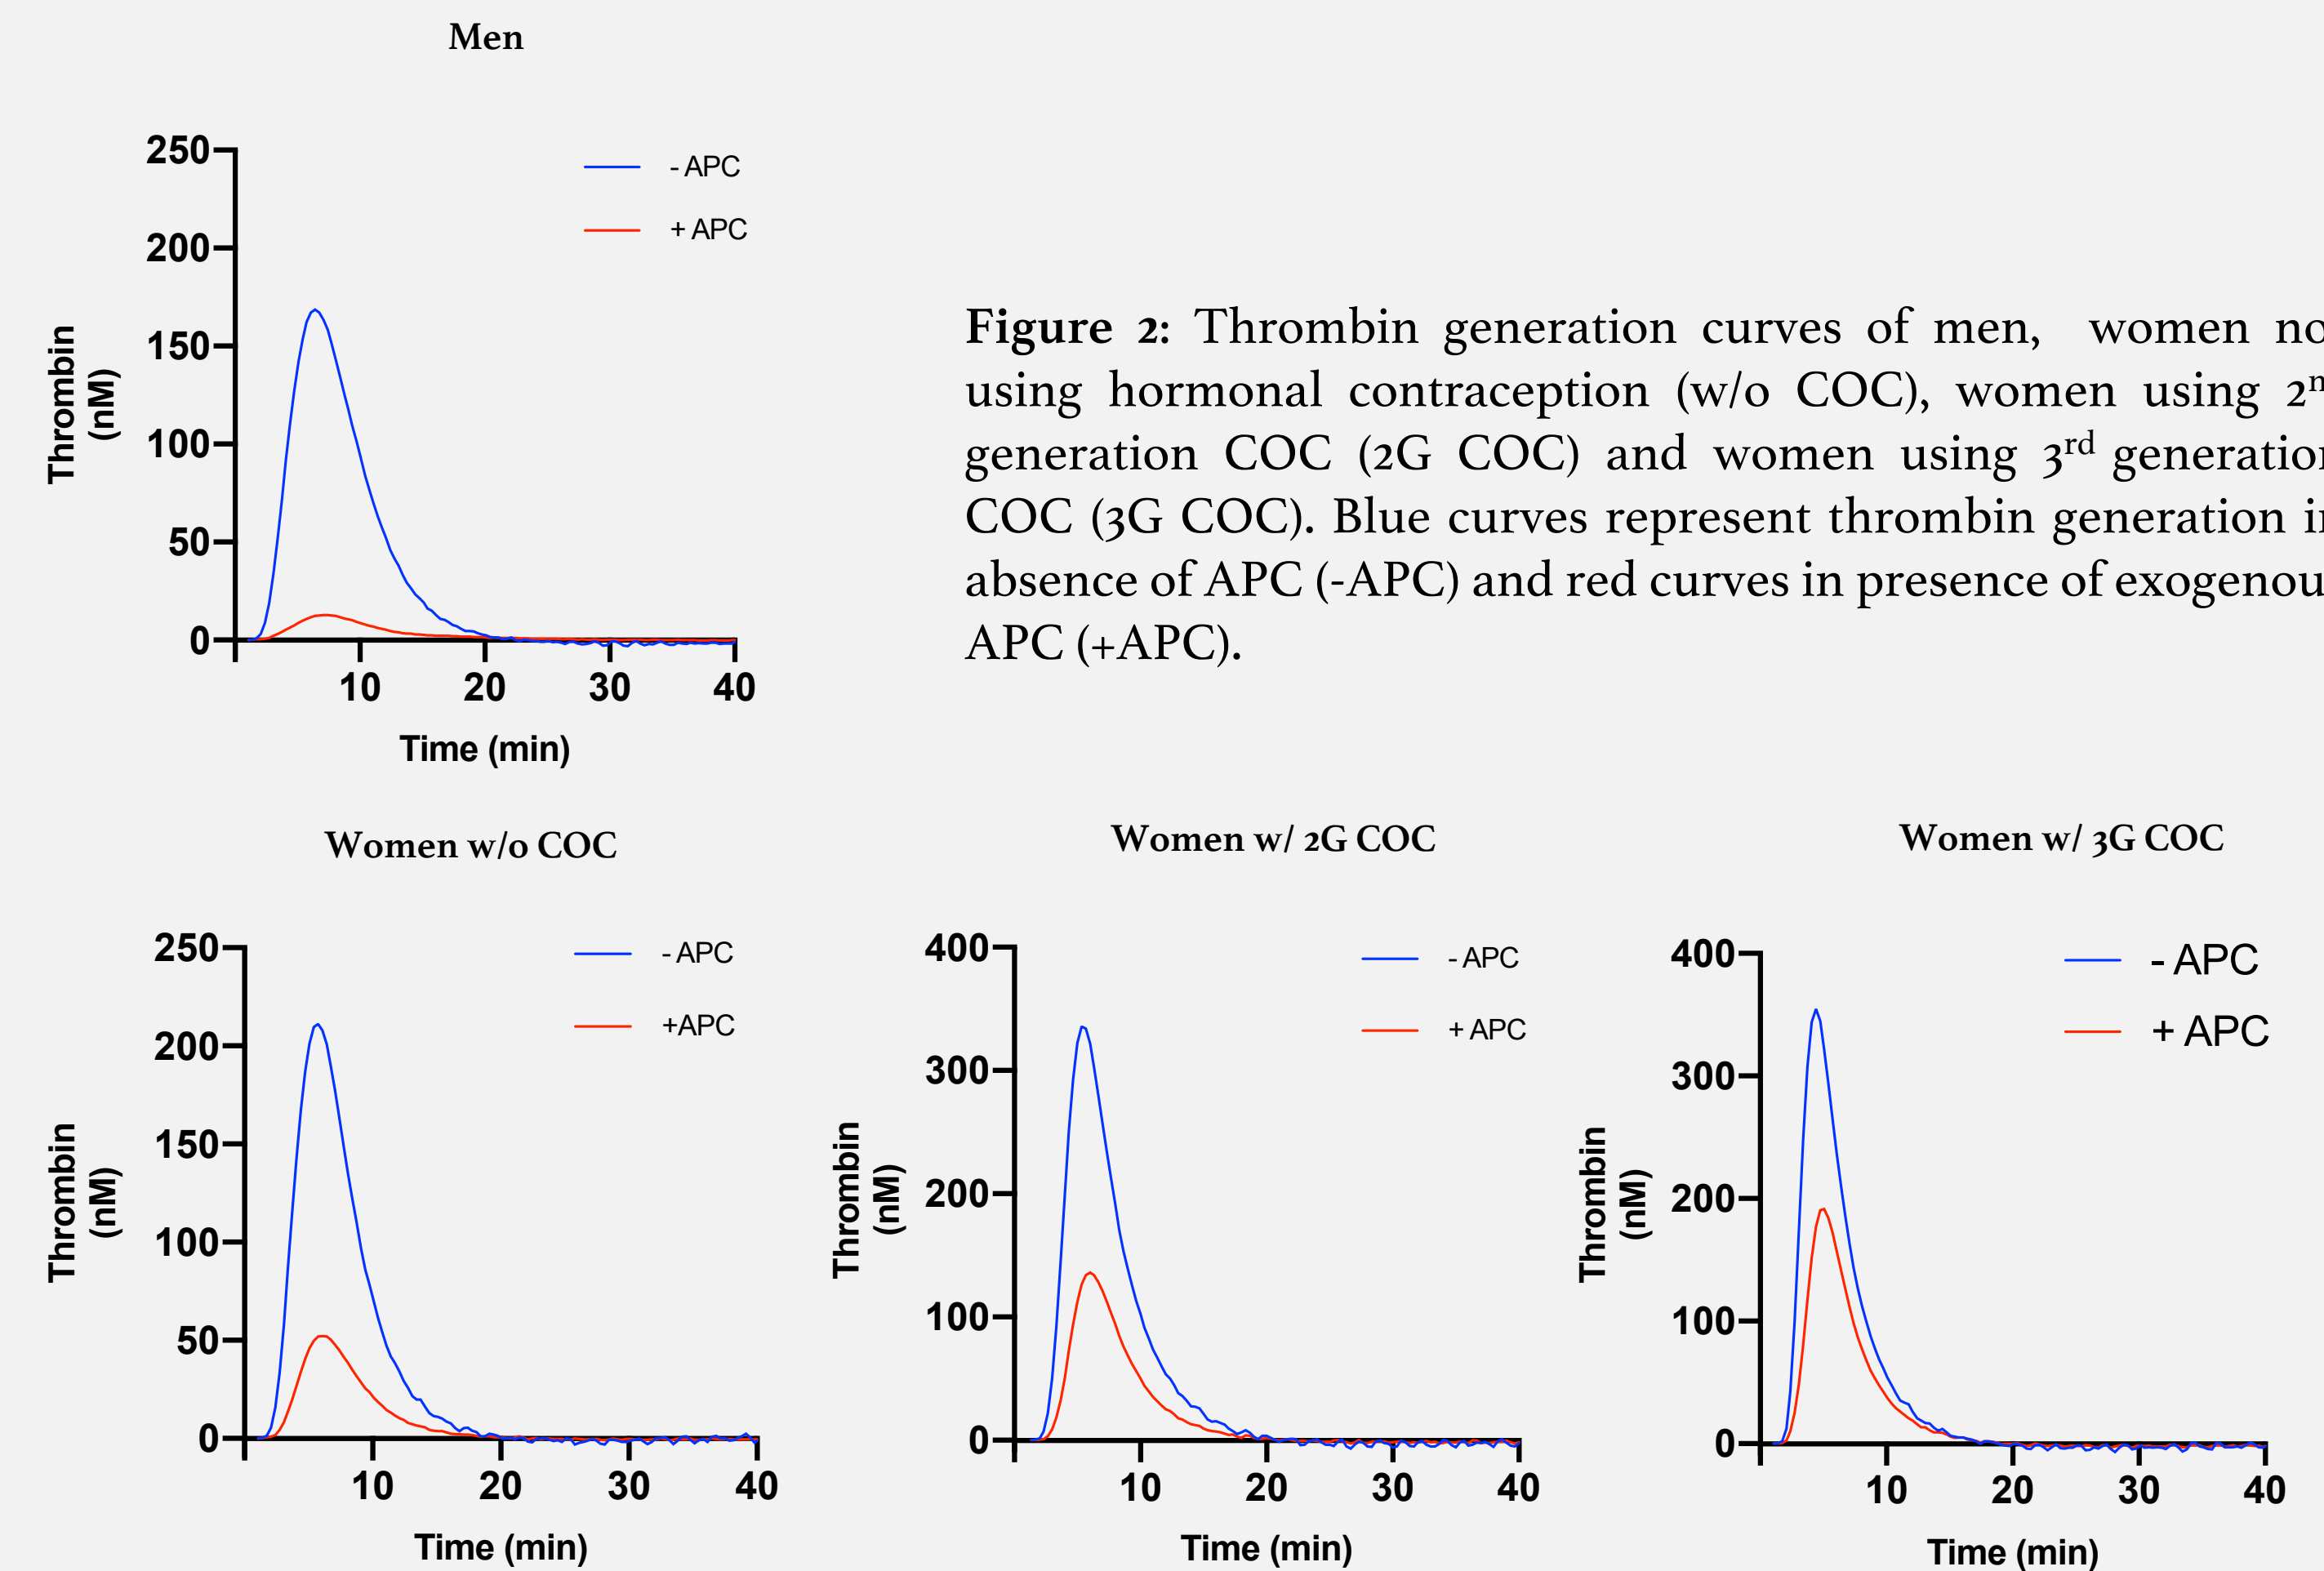 Men
250
200
150
100
50
0
- APC
+ APC
10 20 30 40
Thrombin
(nM)
Time (min)
Figure 2: Thrombin generation curves of men, women no
using hormonal contraception (w/o COC), women using 2n
generation COC (2G COC) and women using 3rd generation
COC (3G COC). Blue curves represent thrombin generation in
absence of APC (-APC) and red curves in presence of exogenou
APC (+APC).
Women w/o COC
250
200
150
100
50
0
- APC
+APC
10 20 30 40
Thrombin
(nM)
Time (min)
Women w/ 2G COC
400
300
200
100
0
- APC
+ APC
10 20 30 40
Thrombin
(nM)
Time (min)
Women w/ 3G COC
400
300
200
100
0
- APC
+ APC
10 20 30 40
Thrombin
(nM)
Time (min)